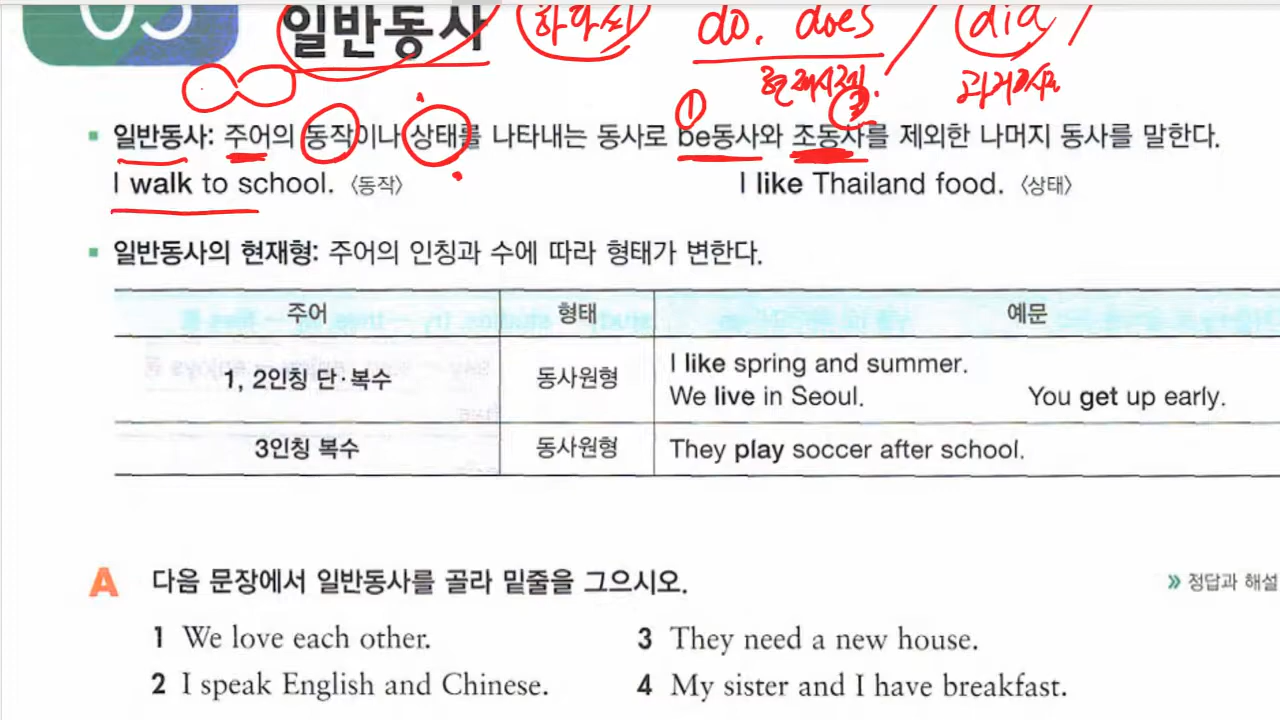 03 일반동사 하다시 do. does / did /
현재시제. 과거시제
① ②
일반동사: 주어의 동작이나 상태를 나타내는 동사로 be동사와 조동사를 제외한 나머지 동사를 말한다.
I walk to school. 〈동작〉 I like Thailand food. 〈상태〉
일반동사의 현재형: 주어의 인칭과 수에 따라 형태가 변한다.
주어 형태 예문
1, 2인칭 단·복수 동사원형 I like spring and summer.
We live in Seoul. You get up early.
3인칭 복수 동사원형 They play soccer after school.
A 다음 문장에서 일반동사를 골라 밑줄을 그으시오. » 정답과 해설
1 We love each other. 3 They need a new house.
2 I speak English and Chinese. 4 My sister and I have breakfast.